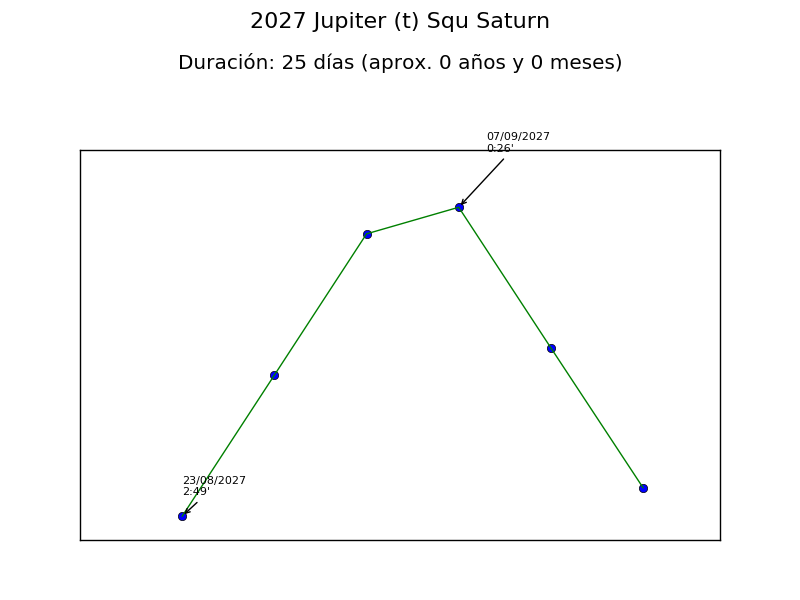 2027 Jupiter (t) Squ Saturn
Duración: 25 días (aprox. 0 años y 0 meses)
07/09/2027
0:26'
23/08/2027
2:49'